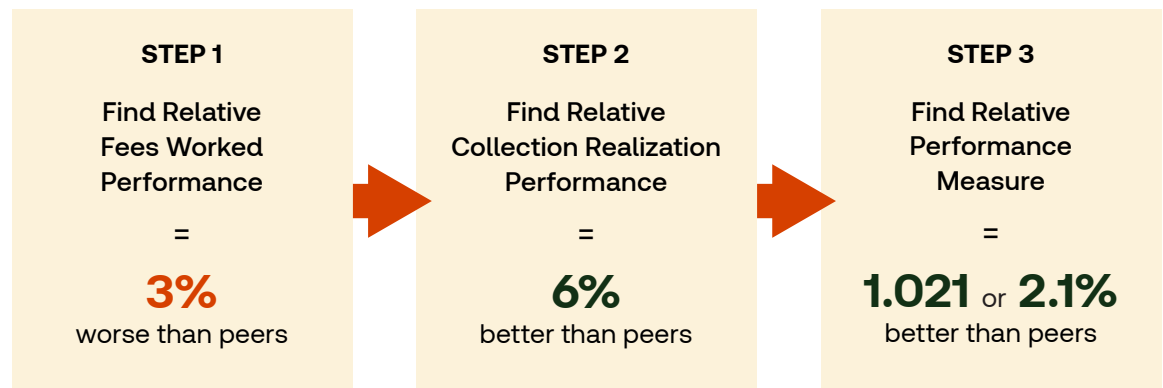 STEP 1
Find Relative
Fees Worked
Performance
=
3%
worse than peers
STEP 2
Find Relative
Collection Realization
Performance
=
6%
better than peers
STEP 3
Find Relative
Performance
Measure
=
1.021 or 2.1%
better than peers